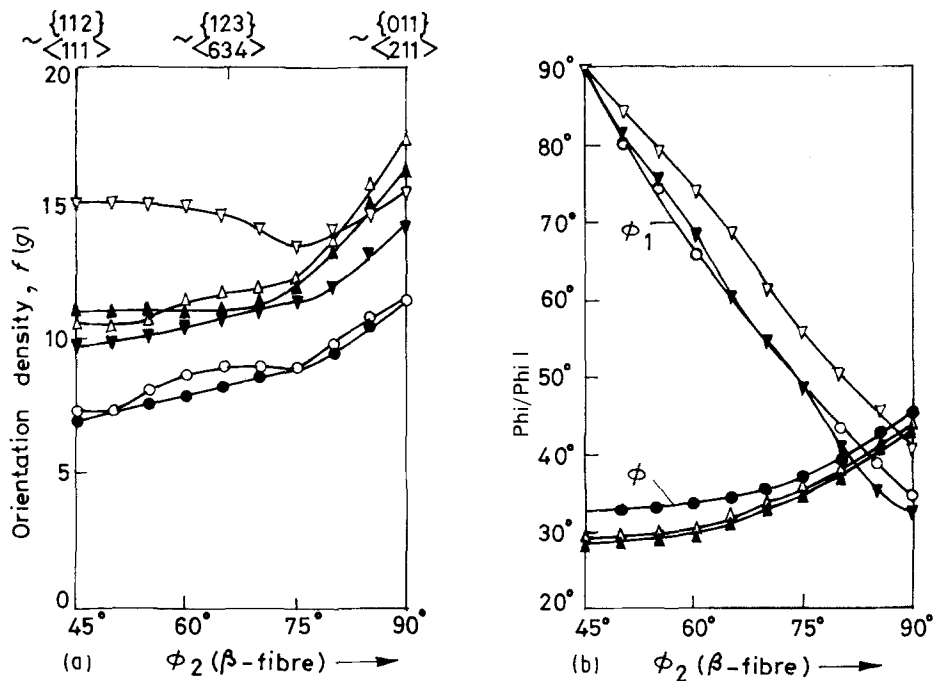 ~ {112} <111>
~ {123} <634>
~ {011} <211>
20
15
10
5
0
Orientation density, f(g)
45° 60° 75° 90°
(a) ϕ2 (β-fibre) →
90°
80°
70°
60°
50°
40°
30°
20°
Phi/Phi I
ϕ1
ϕ
45° 60° 75° 90°
(b) ϕ2 (β-fibre) →